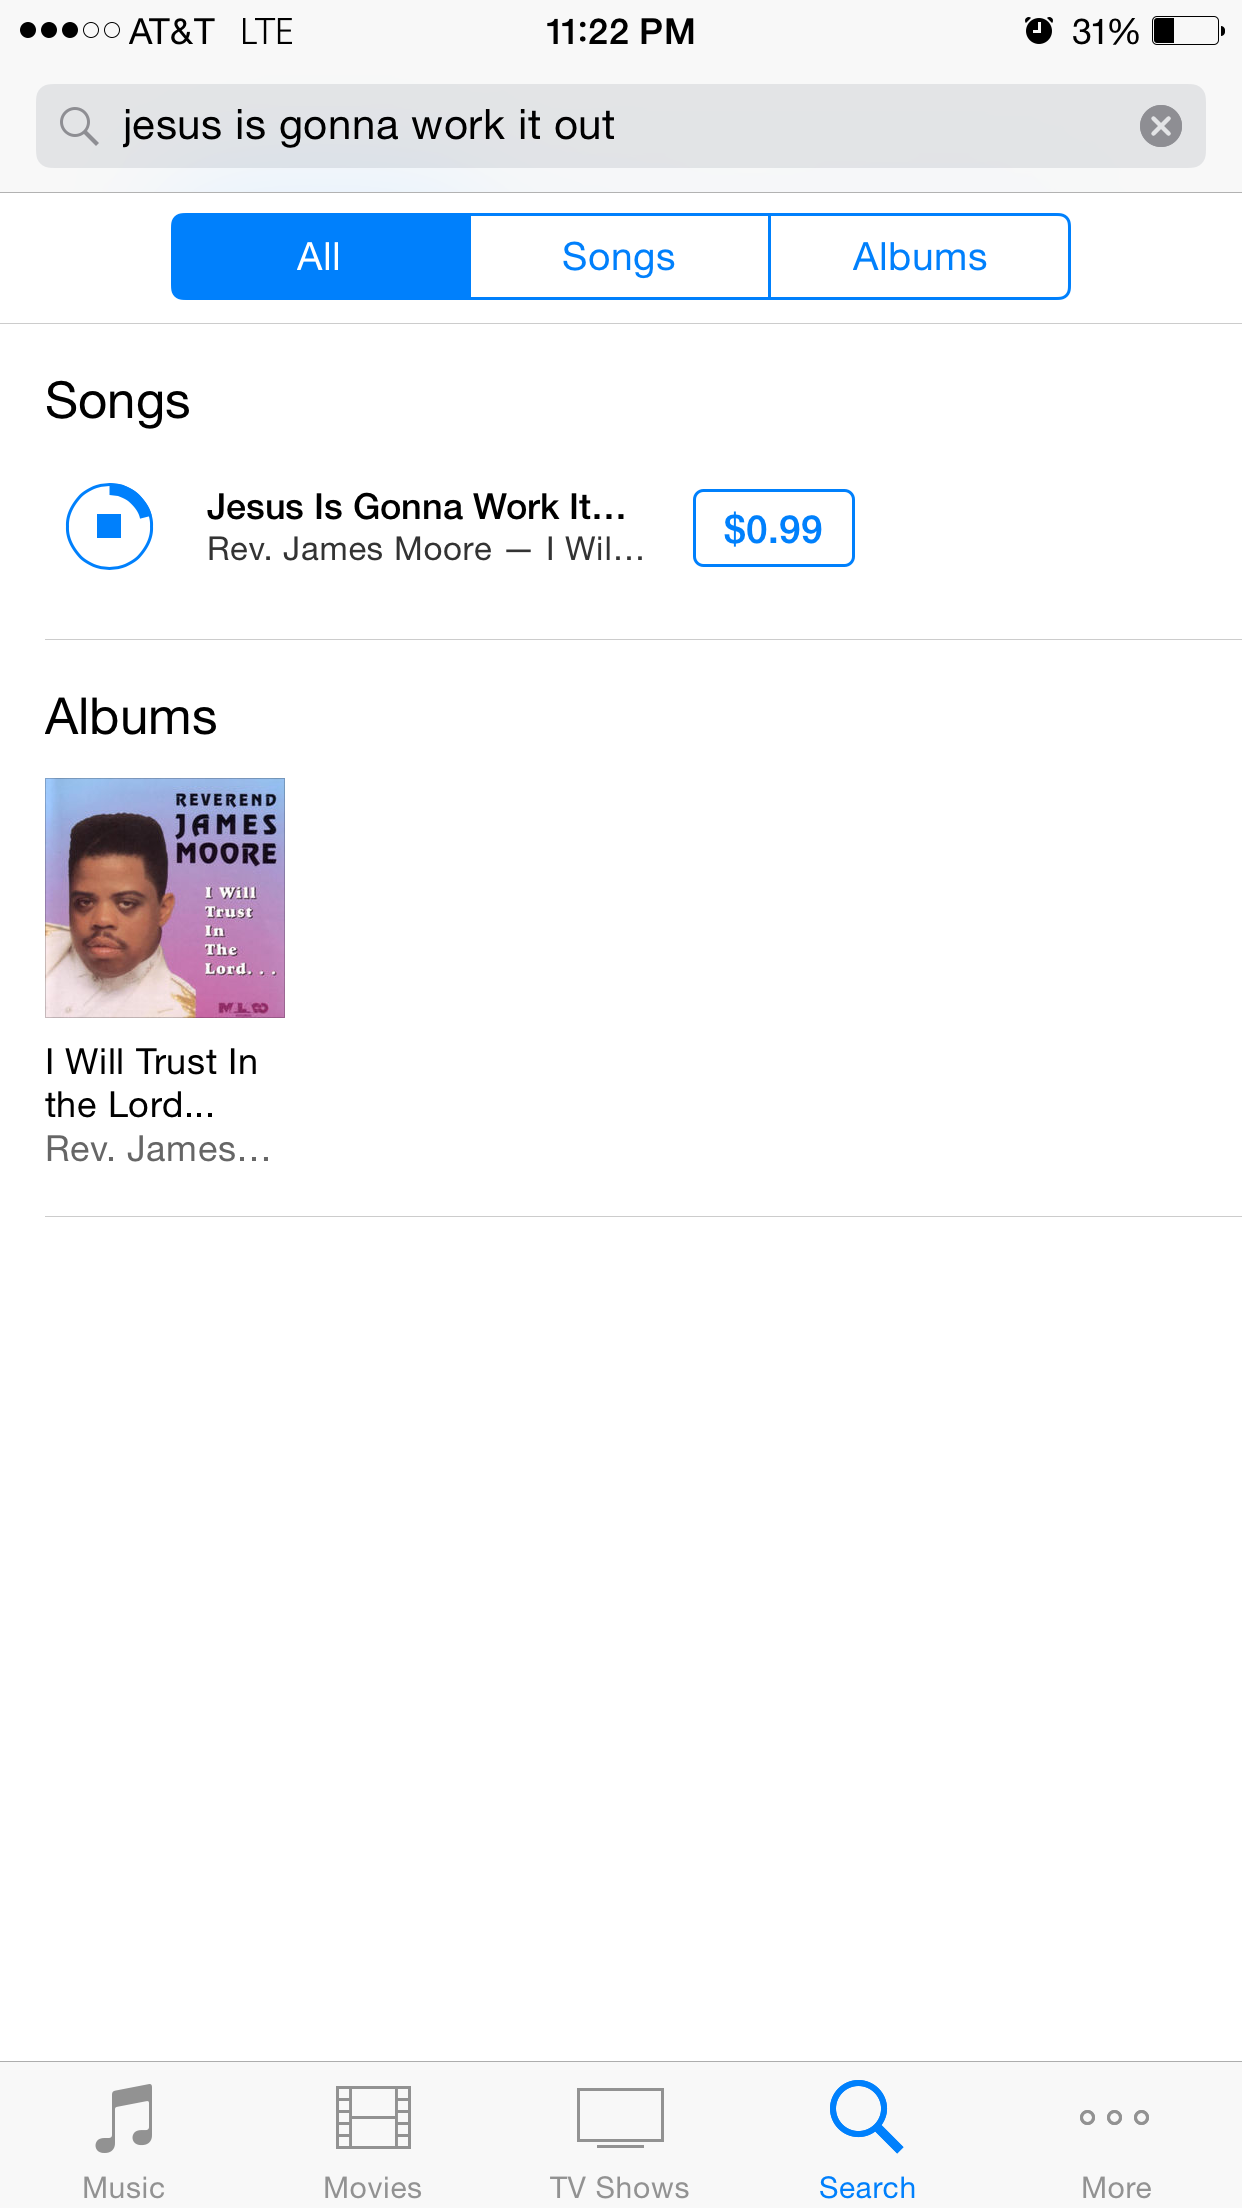 AT&T LTE 11:22 PM 31%
jesus is gonna work it out
All Songs Albums
Songs
Jesus Is Gonna Work It...
Rev. James Moore — I Wil...
$0.99
Albums
REVEREND
JAMES
MOORE
I Will
Trust
In
The
Lord. . .
I Will Trust In
the Lord...
Rev. James...
Music Movies TV Shows Search More